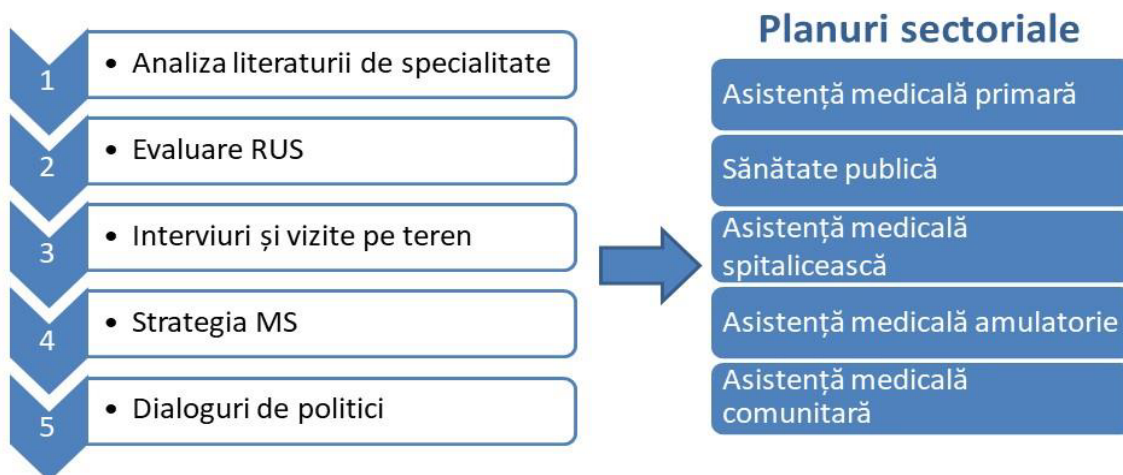 1
• Analiza literaturii de specialitate
2
• Evaluare RUS
3
• Interviuri și vizite pe teren
4
• Strategia MS
5
• Dialoguri de politici
Planuri sectoriale
Asistență medicală primară
Sănătate publică
Asistență medicală
spitalicească
Asistență medicală amulatorie
Asistență medicală
comunitară